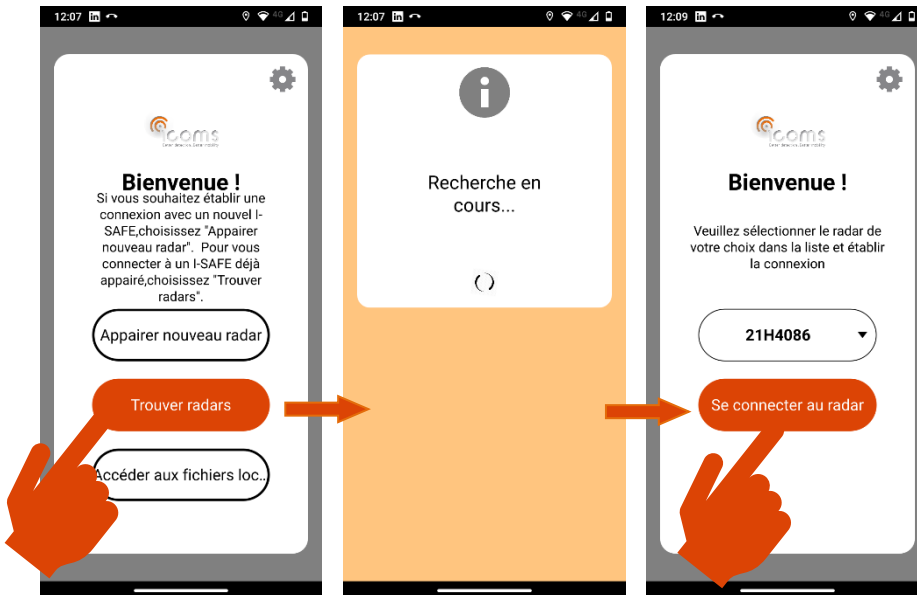 12:07
4G
icoms
Bienvenue !
Si vous souhaitez établir une
connexion avec un nouvel I-
SAFE,choisissez "Appairer
nouveau radar".  Pour vous
connecter à un I-SAFE déjà
appairé,choisissez "Trouver
radars".
Appairer nouveau radar
Trouver radars
Accéder aux fichiers loc..
12:07
4G
Recherche en
cours...
12:09
4G
icoms
Bienvenue !
Veuillez sélectionner le radar de
votre choix dans la liste et établir
la connexion
21H4086
Se connecter au radar